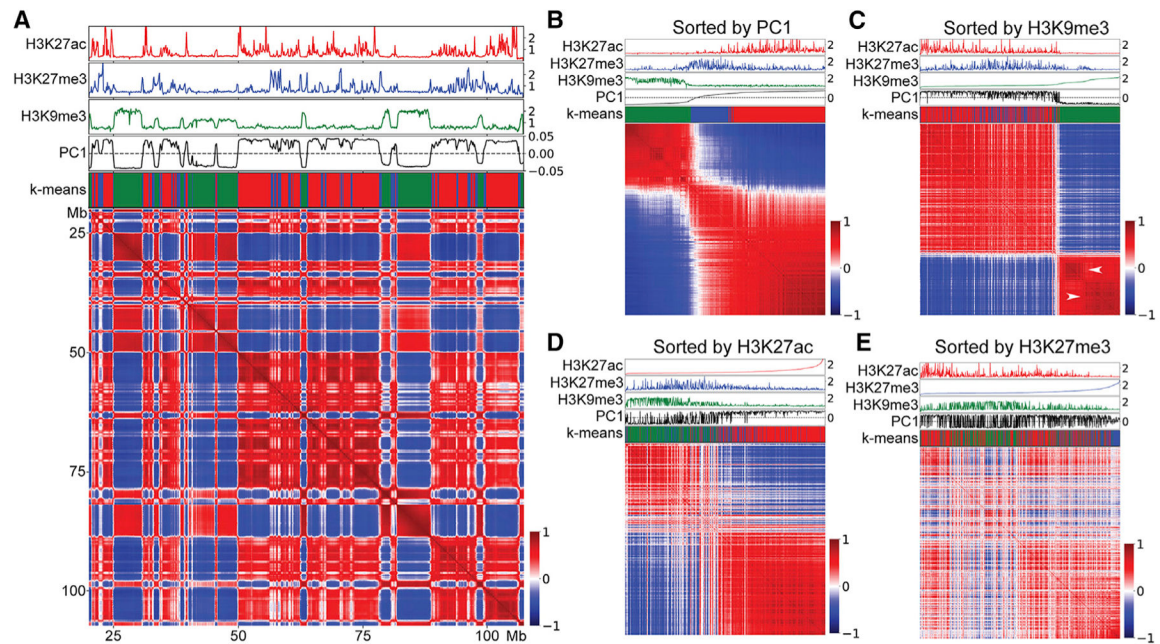 A
H3K27ac
2
1
H3K27me3
2
1
H3K9me3
2
1
PC1
0.05
0.00
−0.05
k-means
Mb
25
50
75
100
25
50
75
100 Mb
1
0
−1
B
Sorted by PC1
H3K27ac
2
H3K27me3
2
H3K9me3
2
PC1
0
k-means
1
0
−1
C
Sorted by H3K9me3
H3K27ac
2
H3K27me3
2
H3K9me3
2
PC1
0
k-means
1
0
−1
D
Sorted by H3K27ac
H3K27ac
2
H3K27me3
2
H3K9me3
2
PC1
0
k-means
1
0
−1
E
Sorted by H3K27me3
H3K27ac
2
H3K27me3
2
H3K9me3
2
PC1
0
k-means
1
0
−1